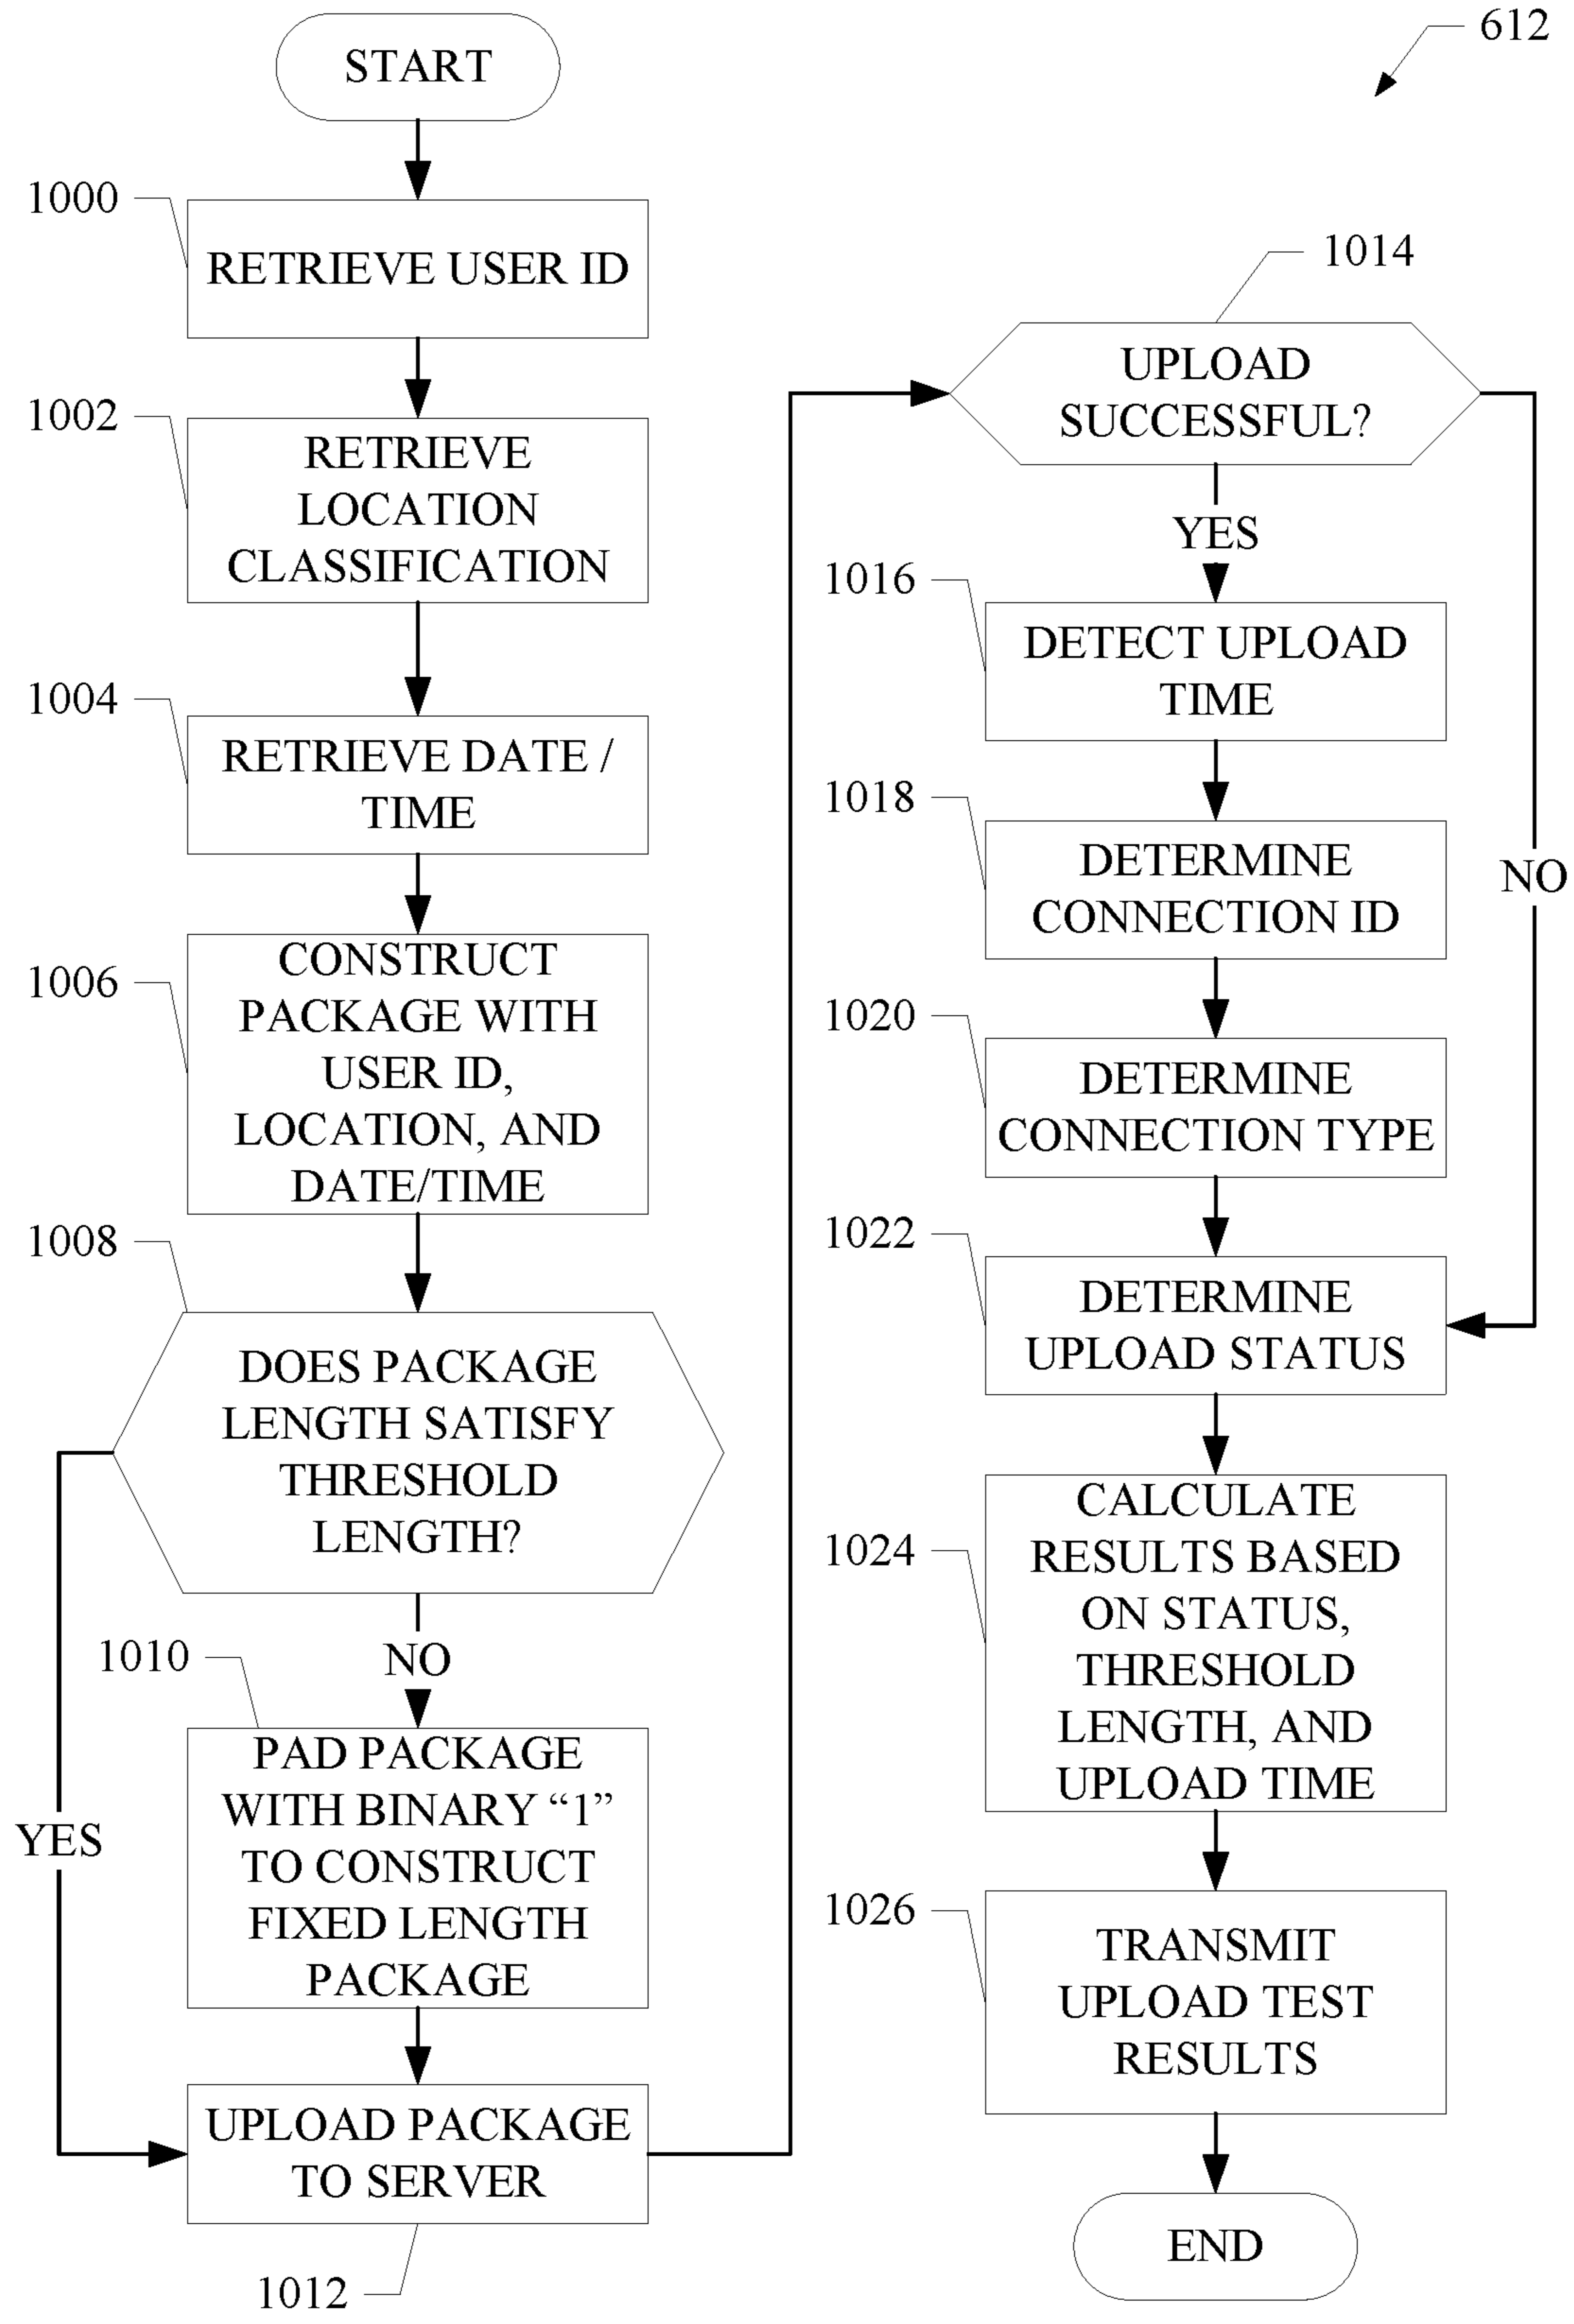 START
1000
RETRIEVE USER ID
1002
RETRIEVE
LOCATION
CLASSIFICATION
1004
RETRIEVE DATE /
TIME
1006
CONSTRUCT
PACKAGE WITH
USER ID,
LOCATION, AND
DATE/TIME
1008
DOES PACKAGE
LENGTH SATISFY
THRESHOLD
LENGTH?
NO
YES
1010
PAD PACKAGE
WITH BINARY “1”
TO CONSTRUCT
FIXED LENGTH
PACKAGE
UPLOAD PACKAGE
TO SERVER
1012
612
1014
UPLOAD
SUCCESSFUL?
YES
NO
1016
DETECT UPLOAD
TIME
1018
DETERMINE
CONNECTION ID
1020
DETERMINE
CONNECTION TYPE
1022
DETERMINE
UPLOAD STATUS
1024
CALCULATE
RESULTS BASED
ON STATUS,
THRESHOLD
LENGTH, AND
UPLOAD TIME
1026
TRANSMIT
UPLOAD TEST
RESULTS
END